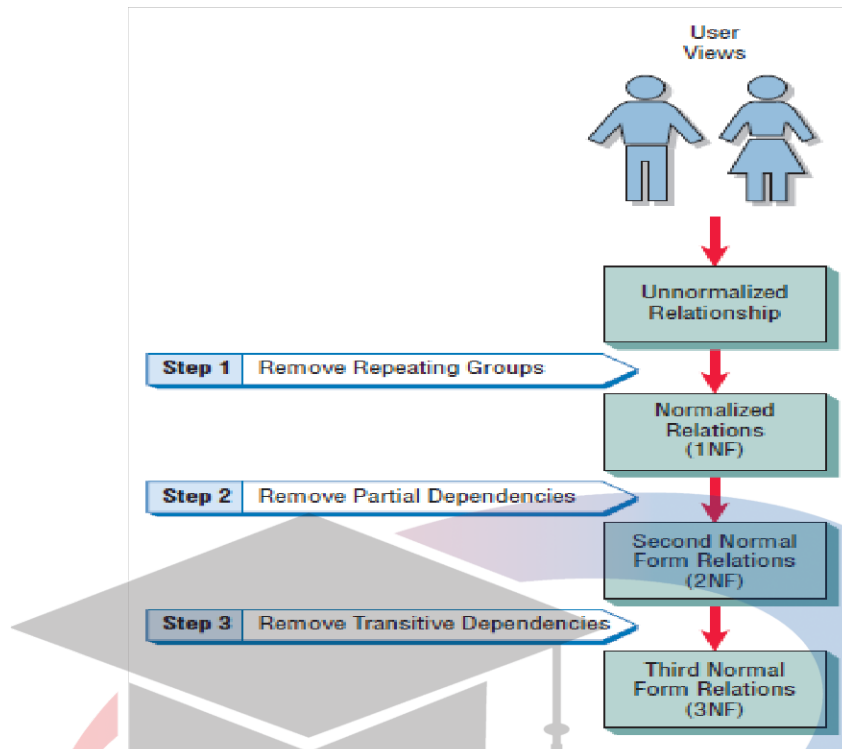 User
Views
Unnormalized
Relationship
Step 1 Remove Repeating Groups
Normalized
Relations
(1NF)
Step 2 Remove Partial Dependencies
Second Normal
Form Relations
(2NF)
Step 3 Remove Transitive Dependencies
Third Normal
Form Relations
(3NF)